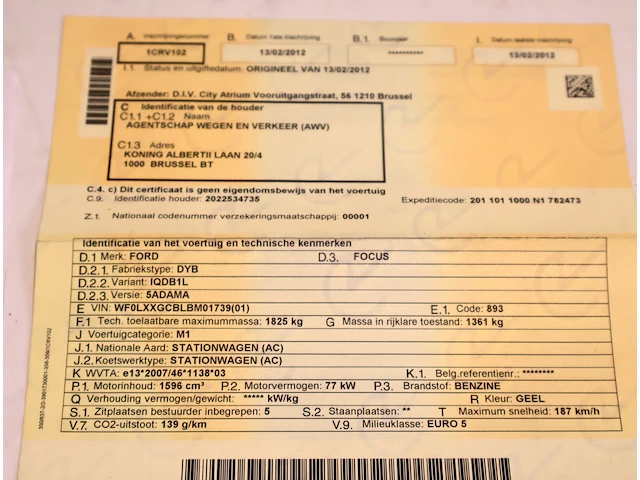 A. Inschrijvingsnummer B. Datum 1ste inschrijving B.1. Bouwjaar I. Datum laatste inschrijving
1CRV102 13/02/2012 ********** 13/02/2012
I.1. Status en uitgiftedatum: ORIGINEEL VAN 13/02/2012
Afzender: D.I.V. City Atrium Vooruitgangstraat, 56 1210 Brussel
C Identificatie van de houder
C1.1 +C1.2 Naam
AGENTSCHAP WEGEN EN VERKEER (AWV)
C1.3 Adres
KONING ALBERTII LAAN 20/4
1000 BRUSSEL BT
C.4. c) Dit certificaat is geen eigendomsbewijs van het voertuig
C.9. Identificatie houder: 2022534735 Expeditiecode: 201 101 1000 N1 782473
Z.1 Nationaal codenummer verzekeringsmaatschappij: 00001
Identificatie van het voertuig en technische kenmerken
D.1 Merk: FORD D.3. FOCUS
D.2.1. Fabriekstype: DYB
D.2.2. Variant: IQDB1L
D.2.3. Versie: 5ADAMA
E VIN: WF0LXXGCBLBM01739(01) E.1. Code: 893
F.1 Tech. toelaatbare maximummassa: 1825 kg G Massa in rijklare toestand: 1361 kg
J Voertuigcategorie: M1
J.1. Nationale Aard: STATIONWAGEN (AC)
J.2. Koetswerktype: STATIONWAGEN (AC)
K WVTA: e13*2007/46*1138*03 K.1. Belg.referentienr.: ********
P.1. Motorinhoud: 1596 cm³ P.2. Motorvermogen: 77 kW P.3. Brandstof: BENZINE
Q Verhouding vermogen/gewicht: ***** kW/kg R Kleur: GEEL
S.1. Zitplaatsen bestuurder inbegrepen: 5 S.2. Staanplaatsen: ** T Maximum snelheid: 187 km/h
V.7. CO2-uitstoot: 139 g/km V.9. Milieuklasse: EURO 5